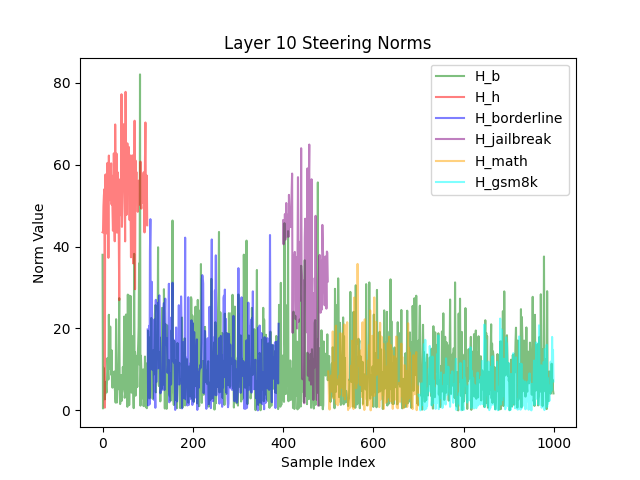 Layer 10 Steering Norms
H_b
H_h
H_borderline
H_jailbreak
H_math
H_gsm8k
Norm Value
80
60
40
20
0
0 200 400 600 800 1000
Sample Index